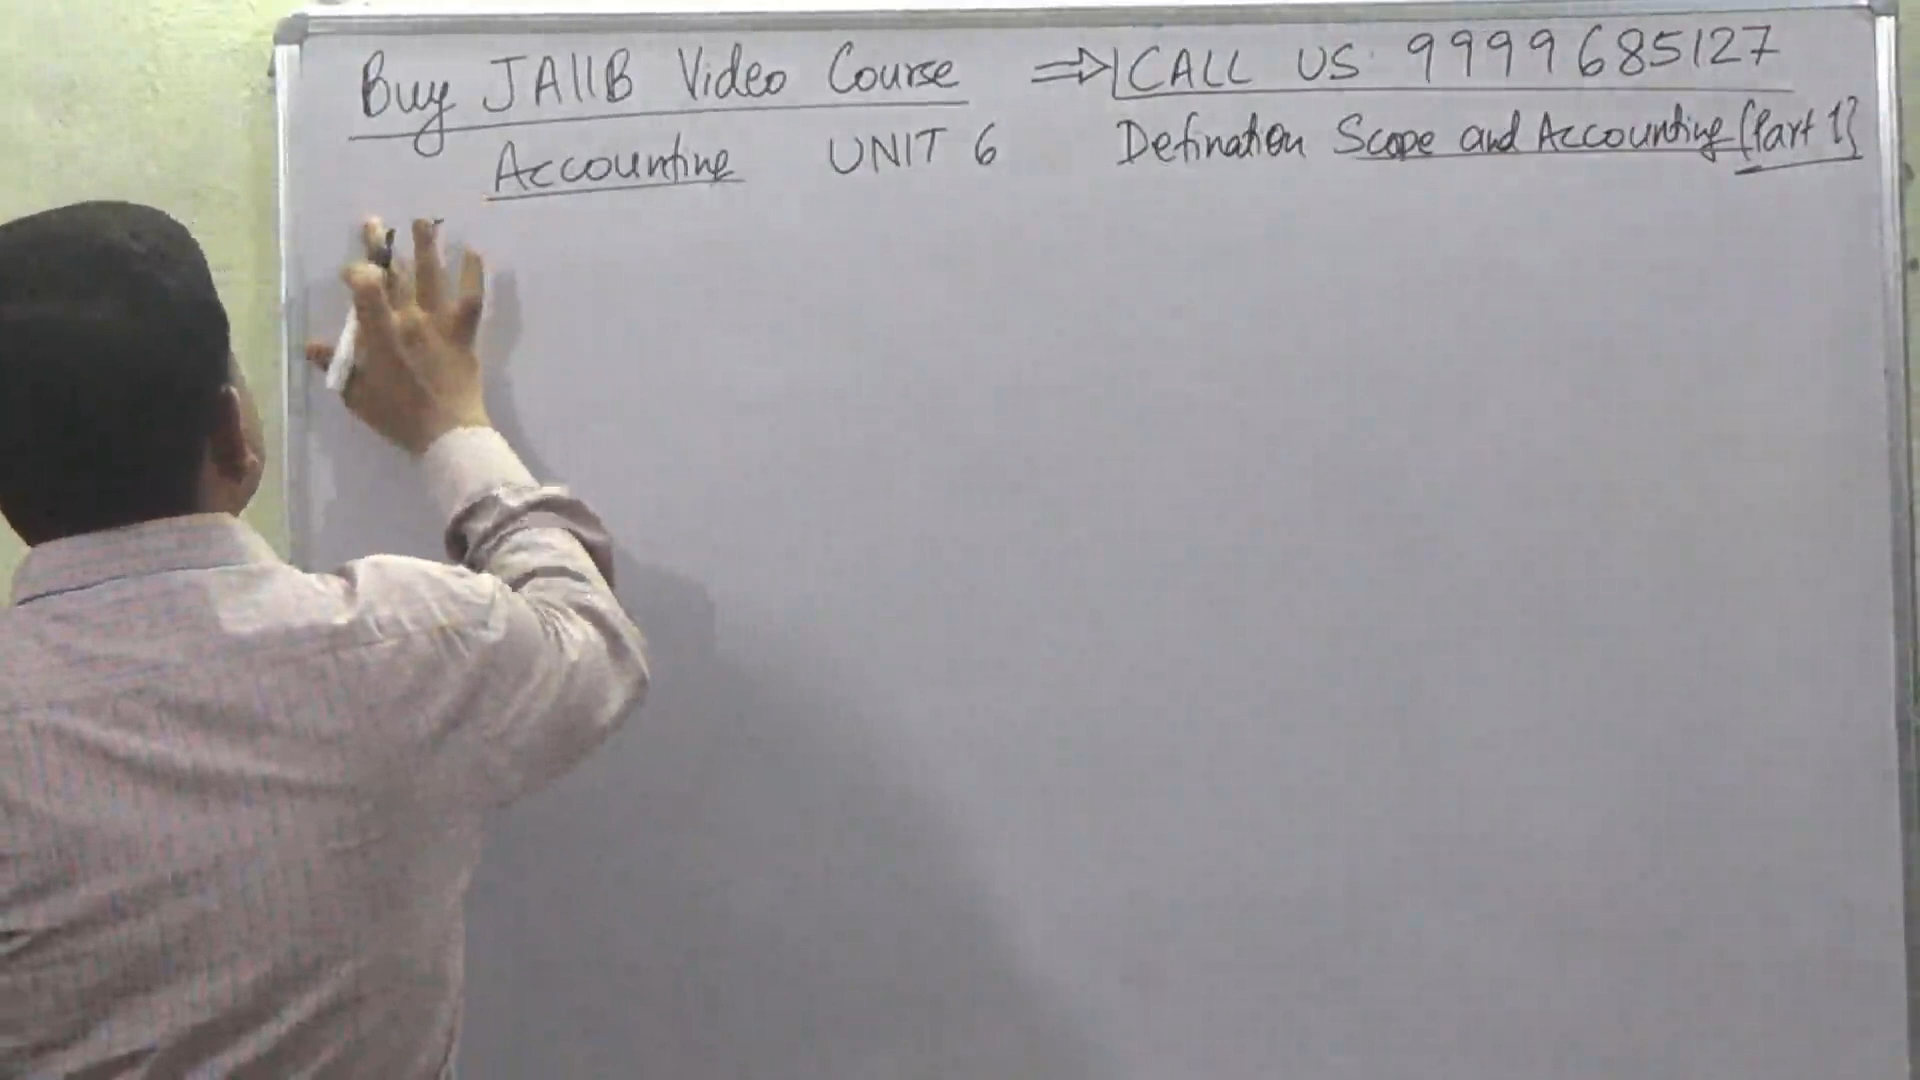 Buy JAIIB Video Course ⇒ CALL US: 9999685127
Accounting UNIT 6 Defination Scope and Accounting (Part 1)